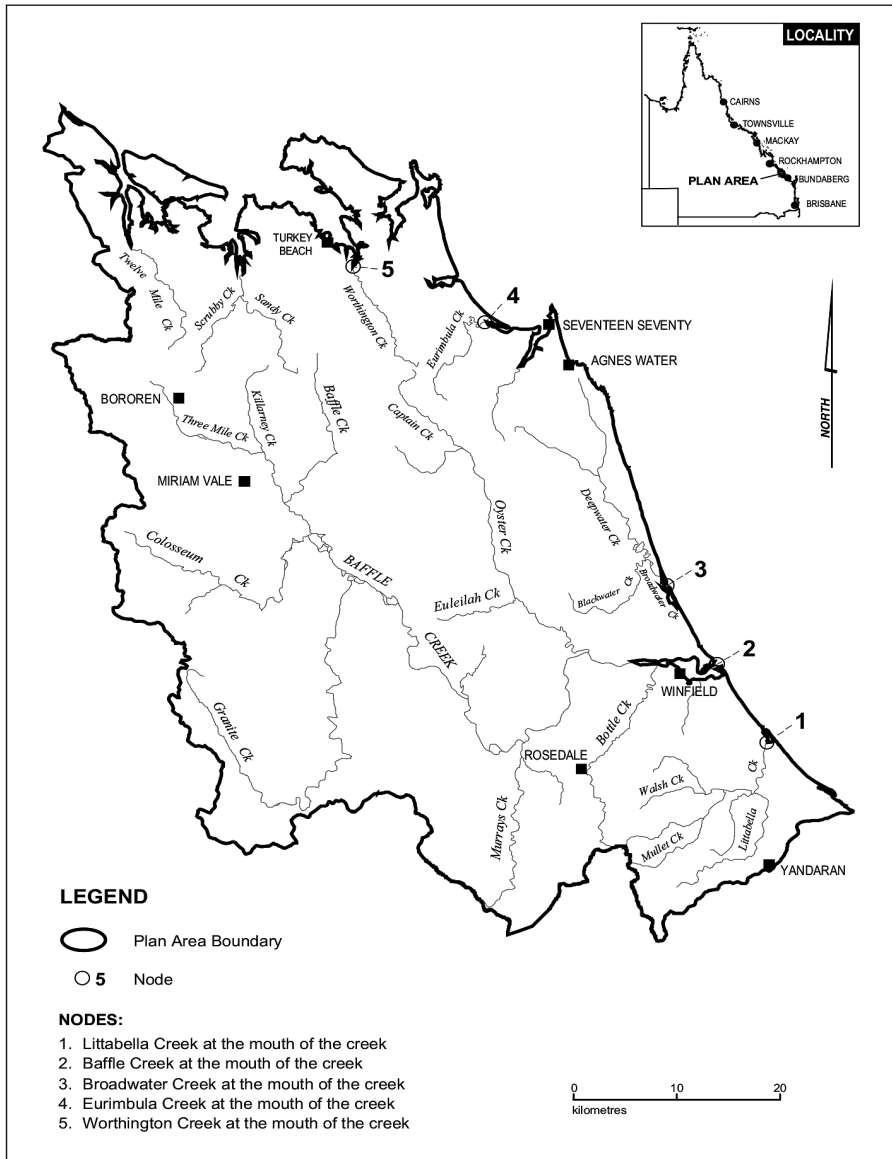 LOCALITY
CAIRNS
TOWNSVILLE
MACKAY
ROCKHAMPTON
PLAN AREA
BUNDABERG
BRISBANE
TURKEY
BEACH
5
Twelve
Mile
Ck
Scrubby Ck
Sandy Ck
Worthington Ck
4
Eurimbula Ck
SEVENTEEN SEVENTY
AGNES WATER
NORTH
BOROREN
Three Mile Ck
Killarney Ck
Baffle Ck
Captain Ck
MIRIAM VALE
Oyster Ck
Deepwater Ck
Colosseum
Ck
BAFFLE
CREEK
Euleilah Ck
Blackwater Ck
Broadwater Ck
3
2
WINFIELD
1
Granite
Ck
Bottle Ck
ROSEDALE
Murrays Ck
Walsh Ck
Mullet Ck
Littabella
Ck
YANDARAN
LEGEND
Plan Area Boundary
5 Node
NODES:
1. Littabella Creek at the mouth of the creek
2. Baffle Creek at the mouth of the creek
3. Broadwater Creek at the mouth of the creek
4. Eurimbula Creek at the mouth of the creek
5. Worthington Creek at the mouth of the creek
0 10 20
kilometres